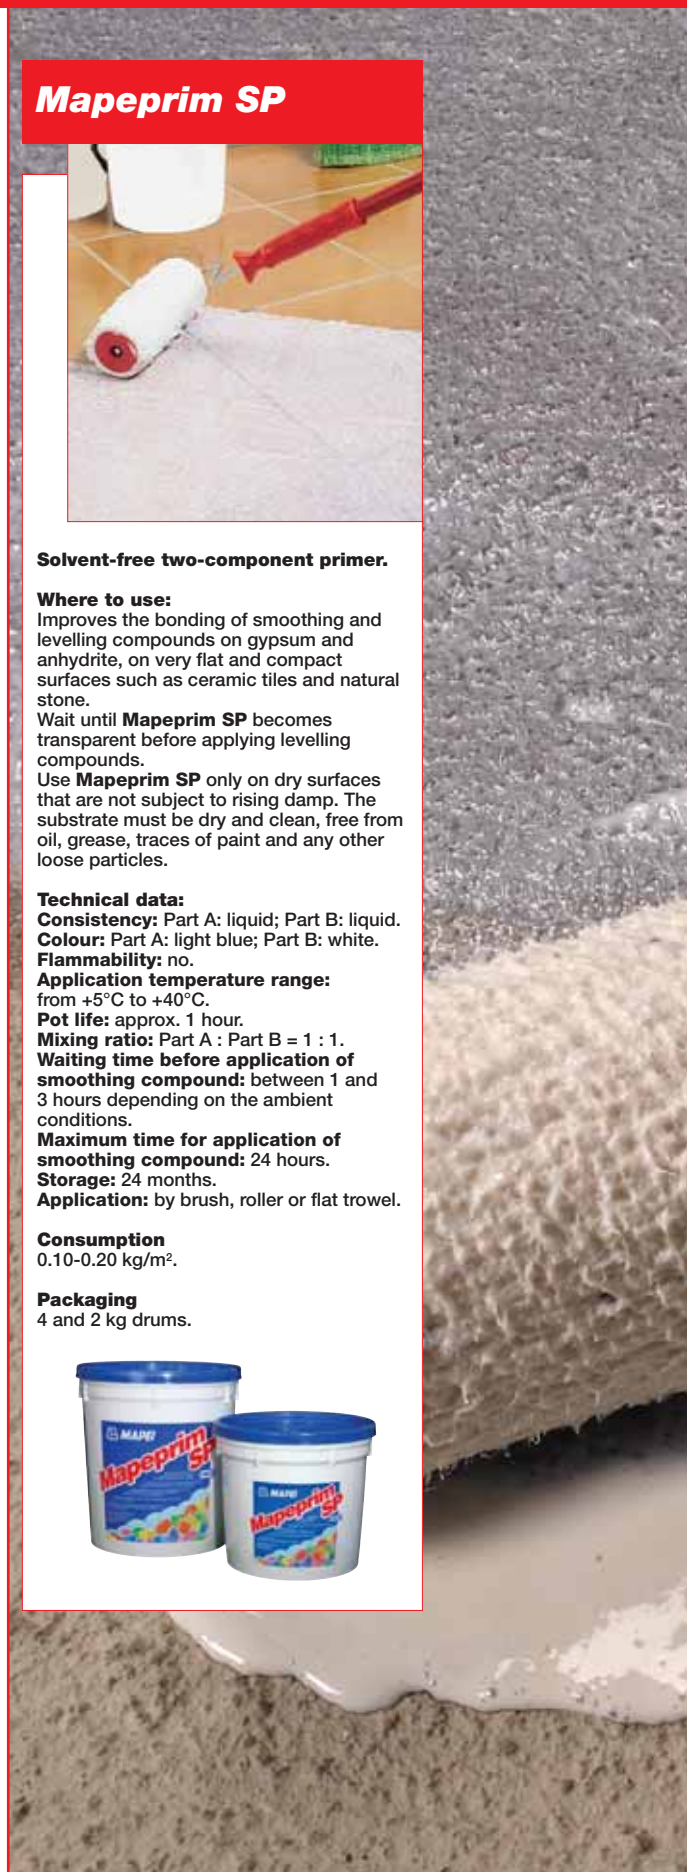 Mapeprim SP
Solvent-free two-component primer.
Where to use:
Improves the bonding of smoothing and
levelling compounds on gypsum and
anhydrite, on very flat and compact
surfaces such as ceramic tiles and natural
stone.
Wait until Mapeprim SP becomes
transparent before applying levelling
compounds.
Use Mapeprim SP only on dry surfaces
that are not subject to rising damp. The
substrate must be dry and clean, free from
oil, grease, traces of paint and any other
loose particles.
Technical data:
Consistency: Part A: liquid; Part B: liquid.
Colour: Part A: light blue; Part B: white.
Flammability: no.
Application temperature range:
from +5°C to +40°C.
Pot life: approx. 1 hour.
Mixing ratio: Part A : Part B = 1 : 1.
Waiting time before application of
smoothing compound: between 1 and
3 hours depending on the ambient
conditions.
Maximum time for application of
smoothing compound: 24 hours.
Storage: 24 months.
Application: by brush, roller or flat trowel.
Consumption
0.10-0.20 kg/m².
Packaging
4 and 2 kg drums.
MAPEI
Mapeprim
SP
MAPEI
Mapeprim
SP